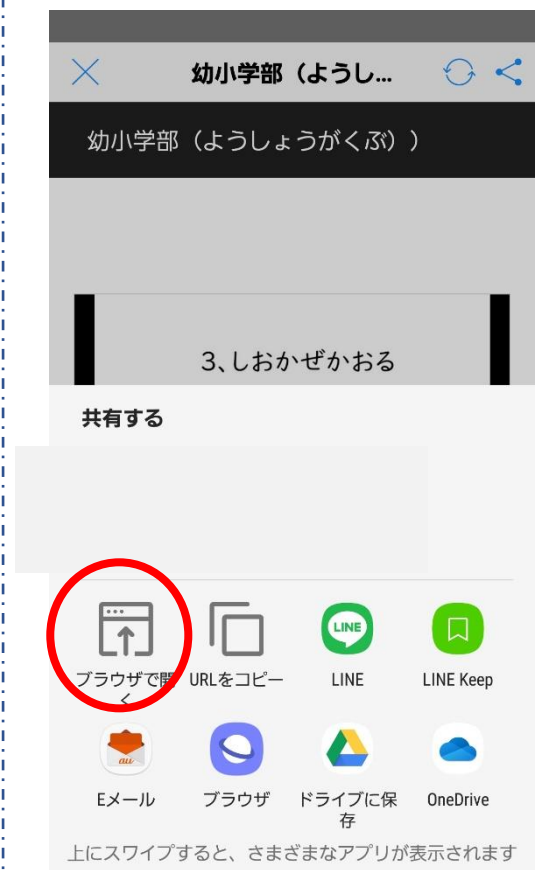 幼小学部（ようし...
幼小学部（ようしょうがくぶ））
3、しおかぜかおる
共有する
ブラウザで開
く
URLをコピー
LINE
LINE
LINE Keep
au
Eメール
ブラウザ
ドライブに保
存
OneDrive
上にスワイプすると、さまざまなアプリが表示されます